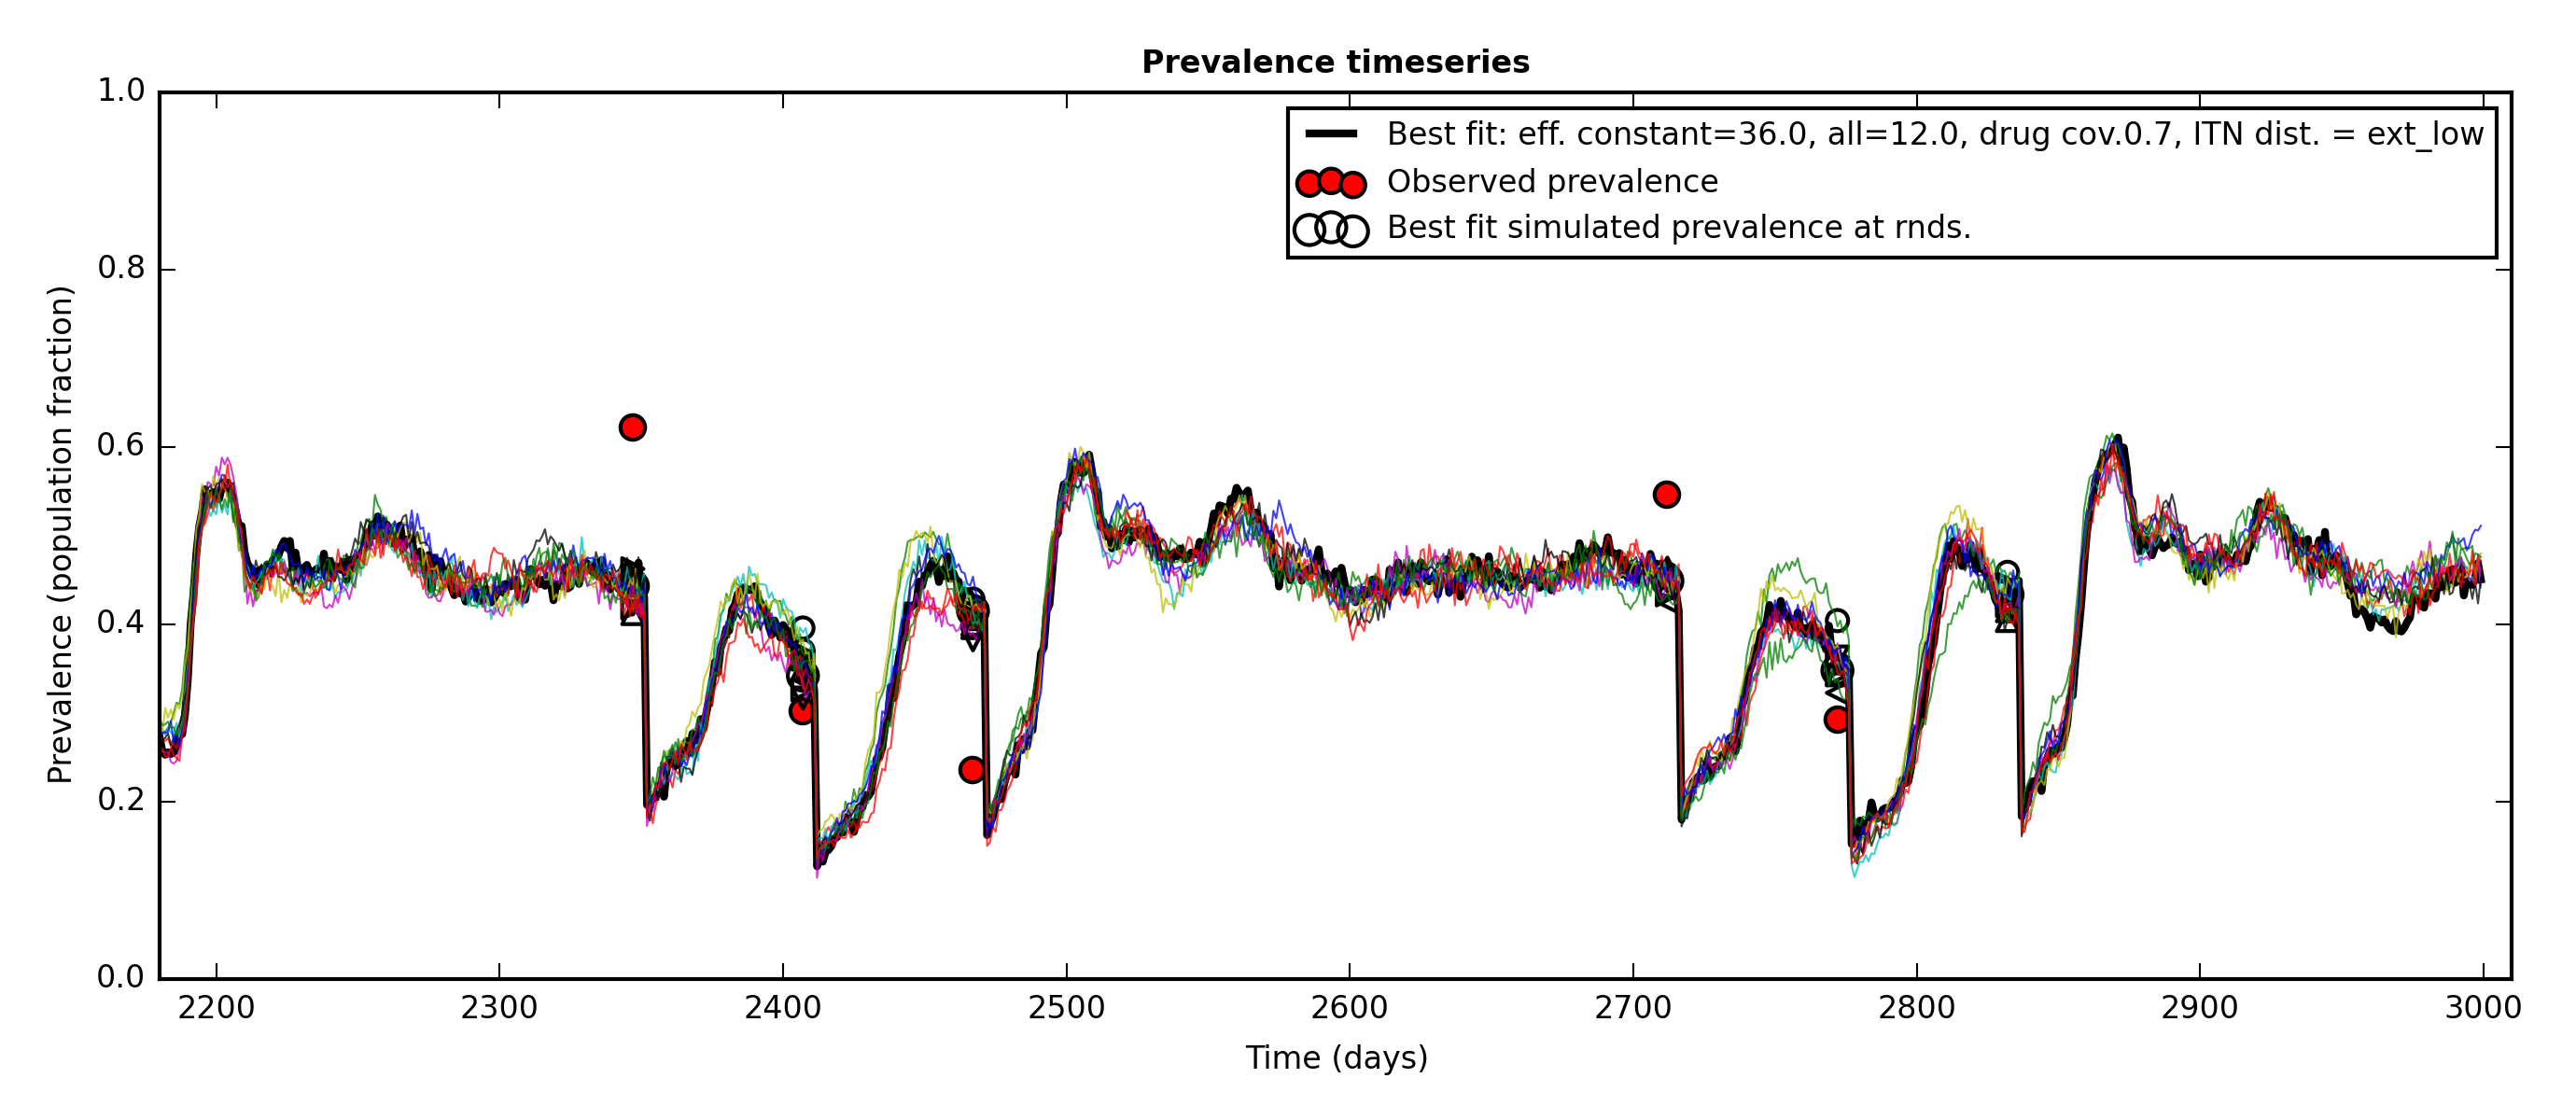 Prevalence timeseries
1.0
0.8
0.6
0.4
0.2
0.0
Prevalence (population fraction)
Best fit: eff. constant=36.0, all=12.0, drug cov.0.7, ITN dist. = ext_low
Observed prevalence
Best fit simulated prevalence at rnds.
2200 2300 2400 2500 2600 2700 2800 2900 3000
Time (days)